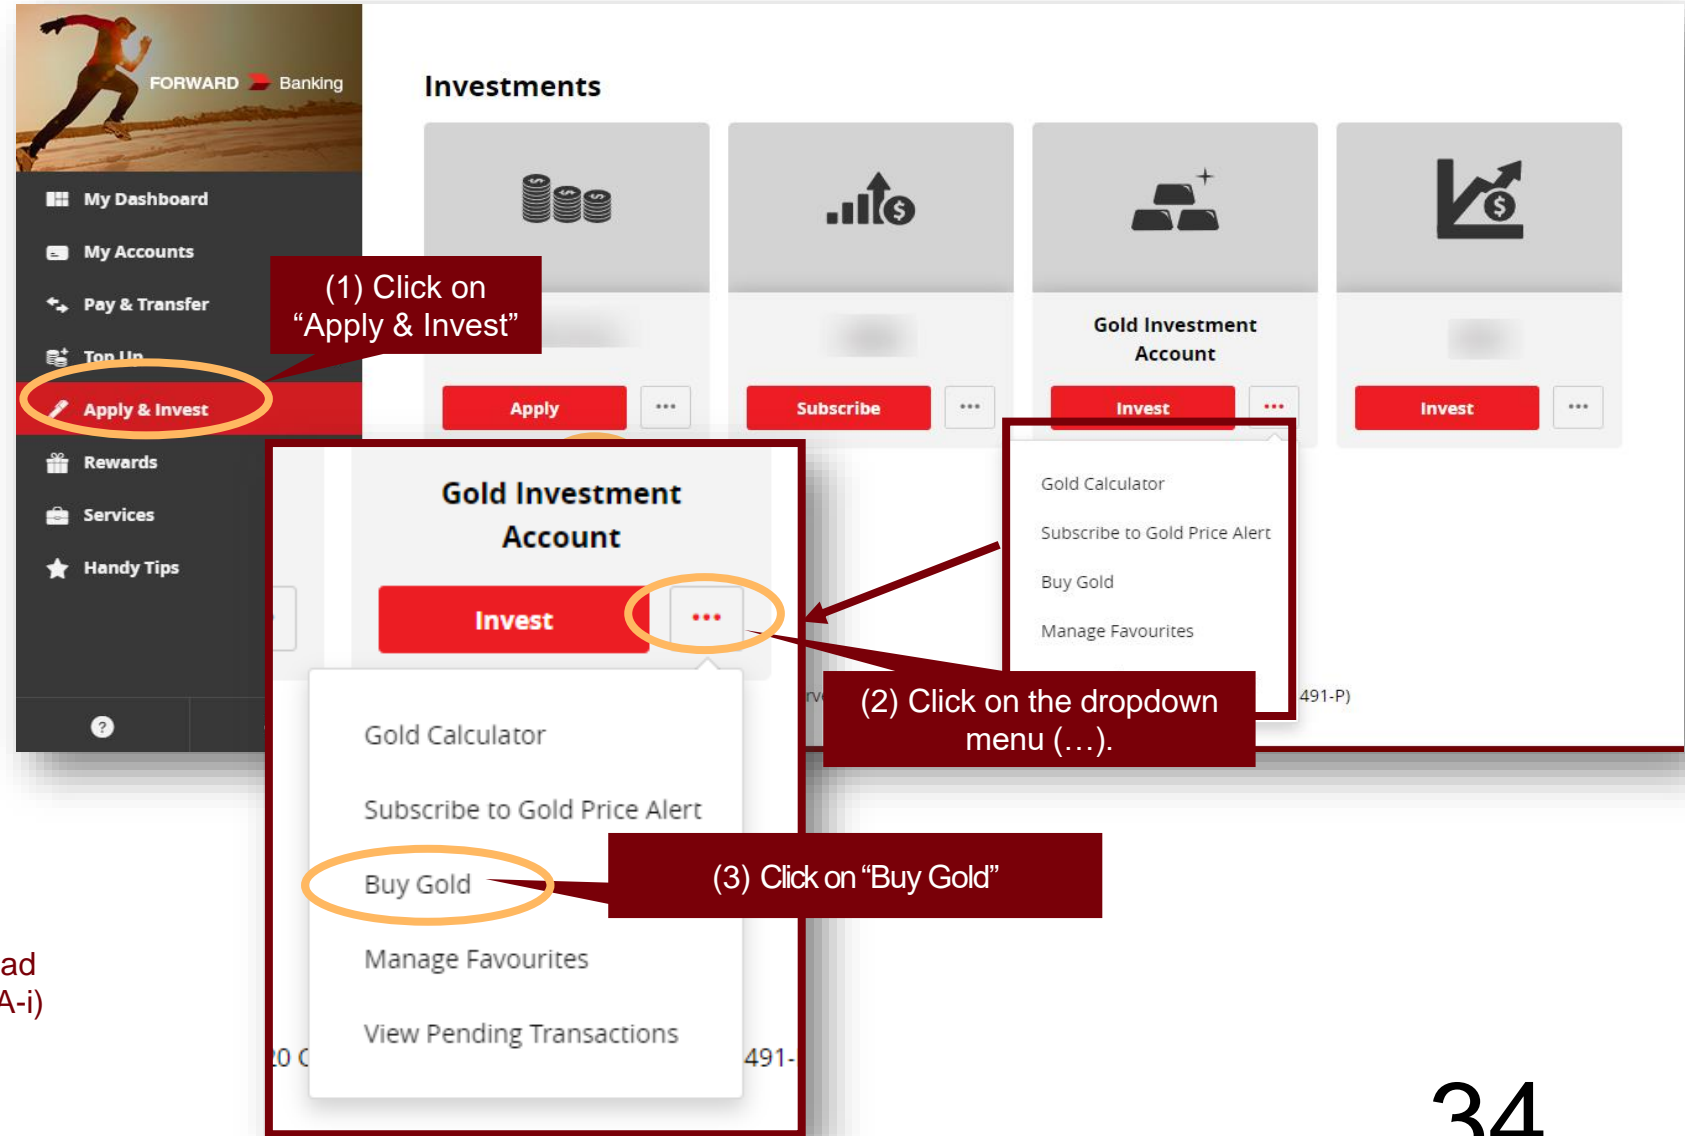 FORWARD Banking
Investments
My Dashboard
My Accounts
Pay & Transfer
Top Up
Apply & Invest
Rewards
Services
Handy Tips
?
(1) Click on
“Apply & Invest”
Gold Investment
Account
Apply ...
Subscribe ...
Invest ...
Invest ...
Gold Calculator
Subscribe to Gold Price Alert
Buy Gold
Manage Favourites
491-P)
(2) Click on the dropdown
menu (…).
Gold Investment
Account
Invest ...
Gold Calculator
Subscribe to Gold Price Alert
Buy Gold
Manage Favourites
View Pending Transactions
(3) Click on “Buy Gold”
20 C
491-
ad
A-i)
34